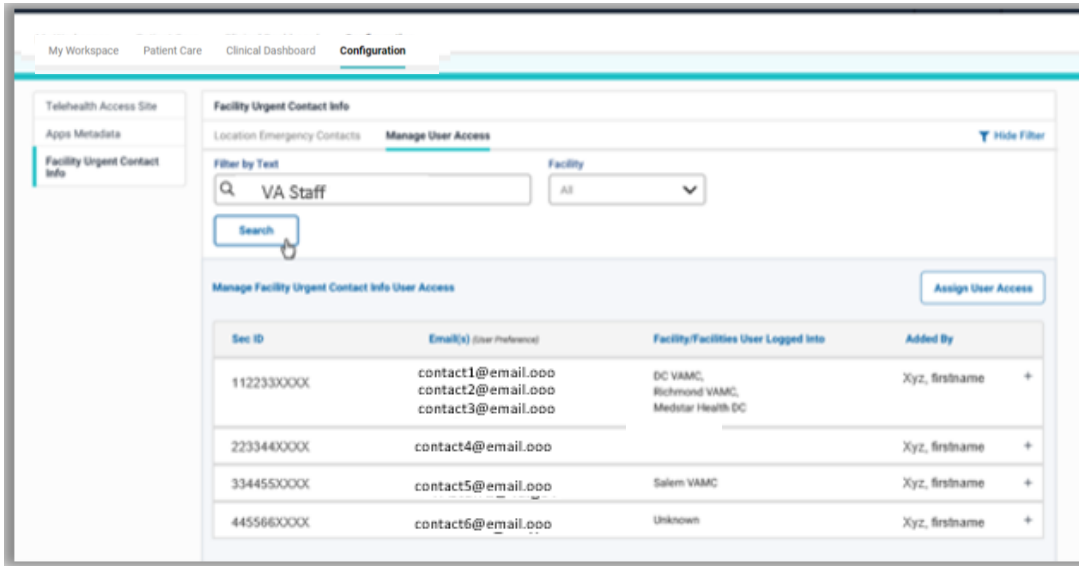 My Workspace Patient Care Clinical Dashboard Configuration
Telehealth Access Site
Apps Metadata
Facility Urgent Contact
Info
Facility Urgent Contact Info
Location Emergency Contacts Manage User Access Hide Filter
Filter by Text Facility
VA Staff All
Search
Manage Facility Urgent Contact Info User Access Assign User Access
Sec ID Email(s) (User Preference) Facility/Facilities User Logged Into Added By
112233XXXX contact1@email.ooo DC VAMC, Xyz, firstname +
contact2@email.ooo Richmond VAMC,
contact3@email.ooo Medstar Health DC
223344XXXX contact4@email.ooo Xyz, firstname +
334455XXXX contact5@email.ooo Salem VAMC Xyz, firstname +
445566XXXX contact6@email.ooo Unknown Xyz, firstname +